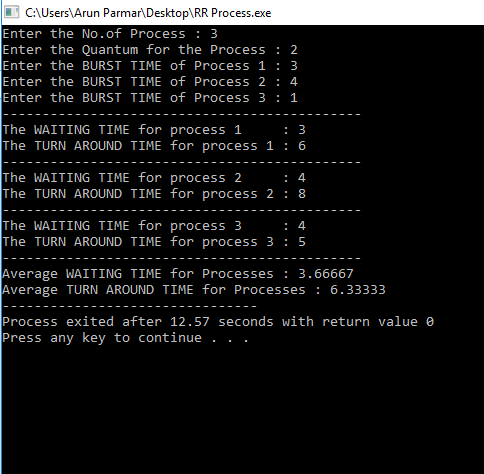 C:\Users\Arun Parmar\Desktop\RR Process.exe
Enter the No.of Process : 3
Enter the Quantum for the Process : 2
Enter the BURST TIME of Process 1 : 3
Enter the BURST TIME of Process 2 : 4
Enter the BURST TIME of Process 3 : 1
---------------------------------------------
The WAITING TIME for process 1     : 3
The TURN AROUND TIME for process 1 : 6
---------------------------------------------
The WAITING TIME for process 2     : 4
The TURN AROUND TIME for process 2 : 8
---------------------------------------------
The WAITING TIME for process 3     : 4
The TURN AROUND TIME for process 3 : 5
---------------------------------------------
Average WAITING TIME for Processes : 3.66667
Average TURN AROUND TIME for Processes : 6.33333
--------------------------------
Process exited after 12.57 seconds with return value 0
Press any key to continue . . .